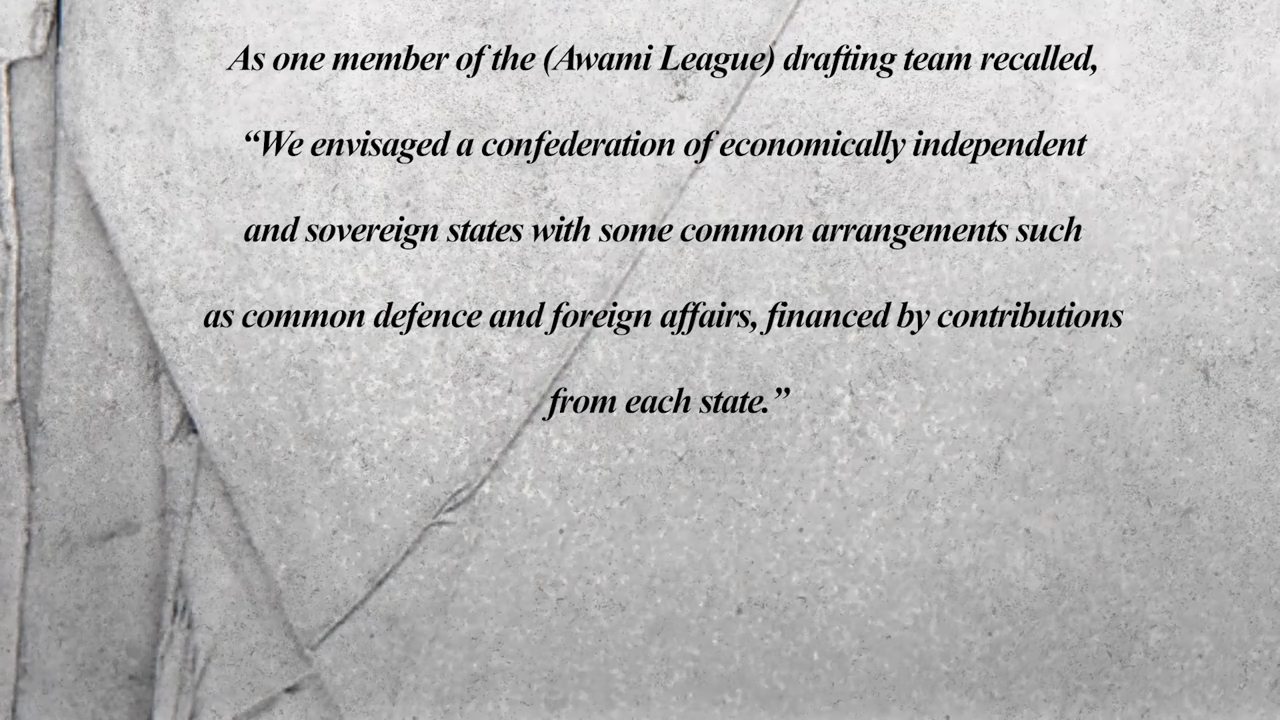 As one member of the (Awami League) drafting team recalled,
“We envisaged a confederation of economically independent
and sovereign states with some common arrangements such
as common defence and foreign affairs, financed by contributions
from each state.”